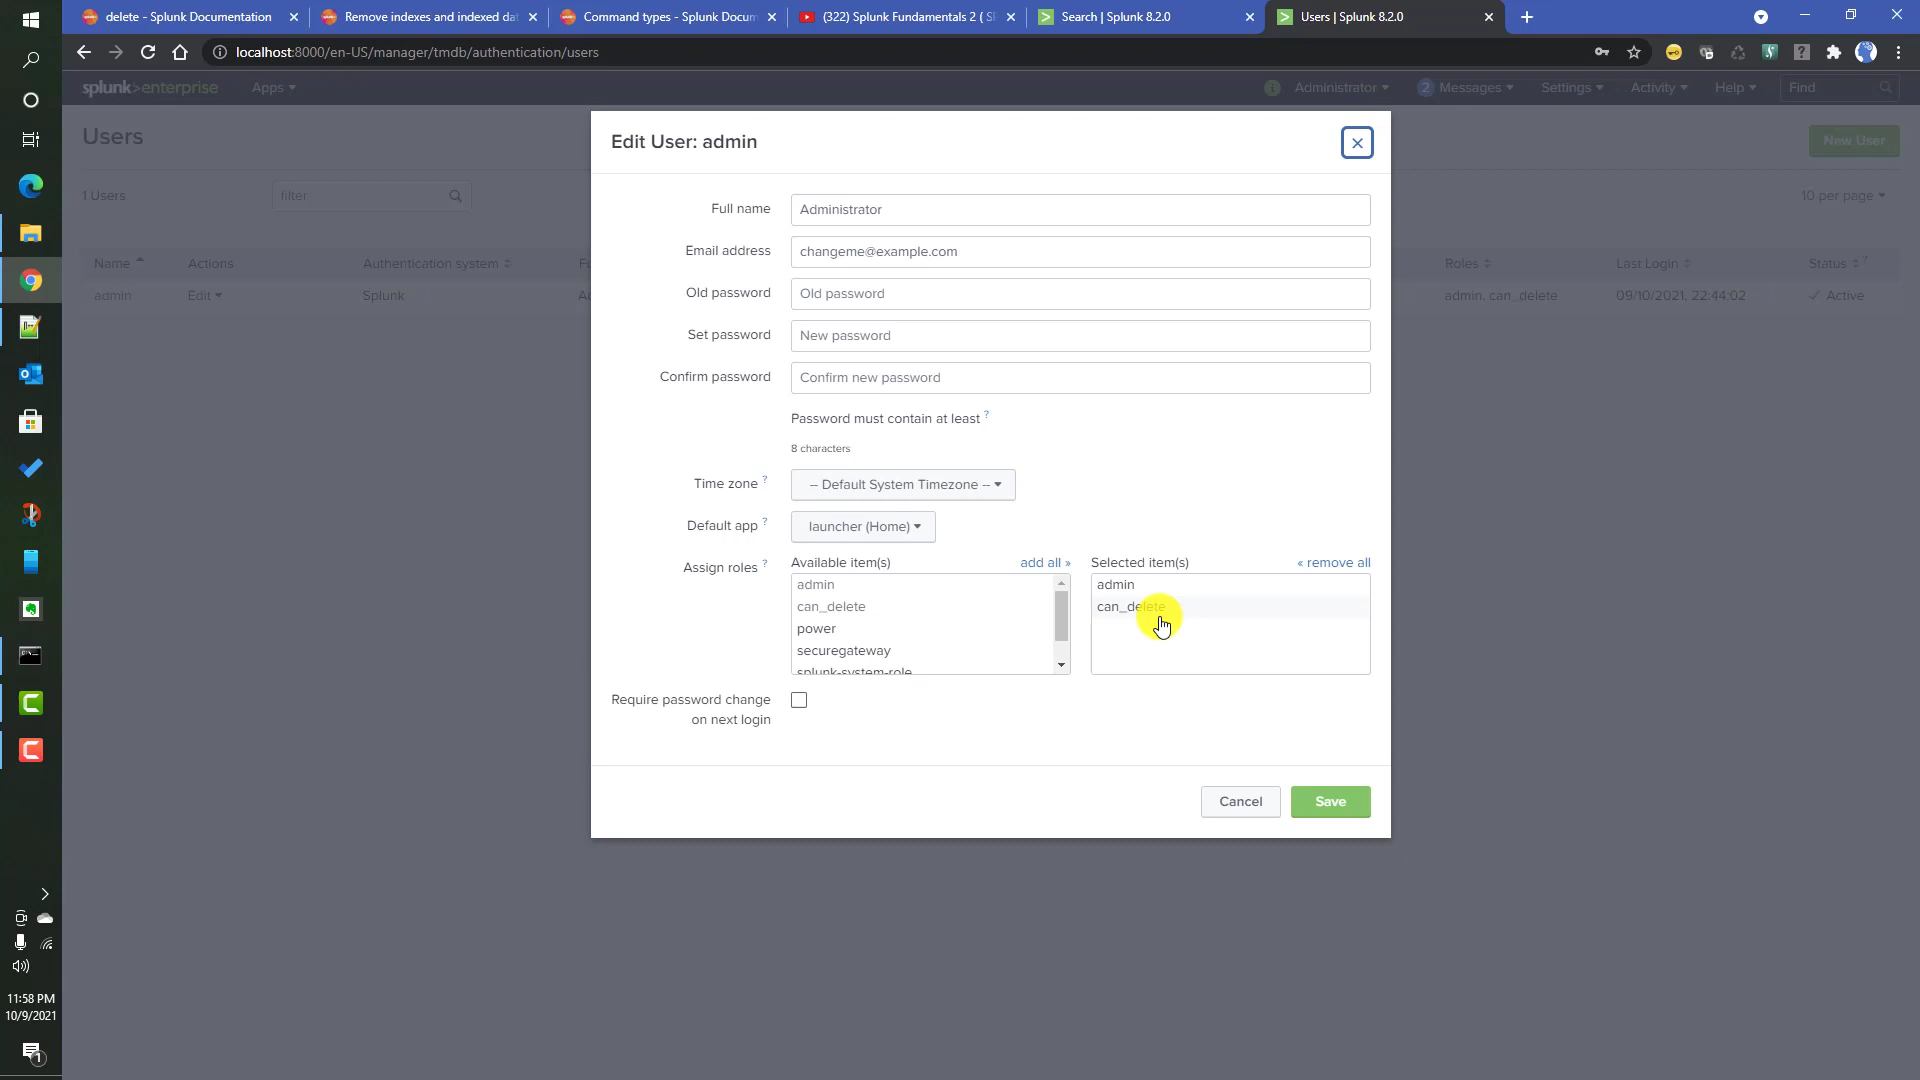 delete - Splunk Documentation
Remove indexes and indexed da
Command types - Splunk Docum
(322) Splunk Fundamentals 2 ( S
Search | Splunk 8.2.0
Users | Splunk 8.2.0
localhost:8000/en-US/manager/tmdb/authentication/users
splunk>enterprise
Apps
Administrator
2 Messages
Settings
Activity
Help
Find
Users
New User
1 Users
filter
10 per page
Name
Actions
Authentication system
Roles
Last Login
Status ?
admin
Edit
Splunk
admin, can_delete
09/10/2021, 22:44:02
Active
Edit User: admin
Full name
Administrator
Email address
changeme@example.com
Old password
Old password
Set password
New password
Confirm password
Confirm new password
Password must contain at least ?
8 characters
Time zone ?
-- Default System Timezone --
Default app ?
launcher (Home)
Assign roles ?
Available item(s)
add all »
Selected item(s)
« remove all
admin
can_delete
power
securegateway
splunk-system-role
admin
can_delete
Require password change
on next login
Cancel
Save
11:58 PM
10/9/2021
1